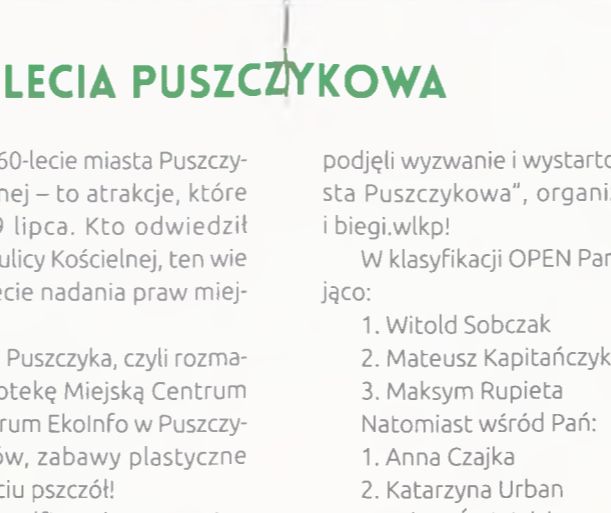 LECIA PUSZCZYKOWA
60-lecie miasta Puszczy-
nej – to atrakcje, które
9 lipca. Kto odwiedził
ulicy Kościelnej, ten wie
ecie nadania praw miej-
Puszczyka, czyli rozma-
otekę Miejską Centrum
rum EkoInfo w Puszczy-
ów, zabawy plastyczne
ciu pszczół!
podjęli wyzwanie i wystarto
sta Puszczykowa”, organi
i biegi.wlkp!
W klasyfikacji OPEN Pan
jąco:
1. Witold Sobczak
2. Mateusz Kapitańczyk
3. Maksym Rupieta
Natomiast wśród Pań:
1. Anna Czajka
2. Katarzyna Urban